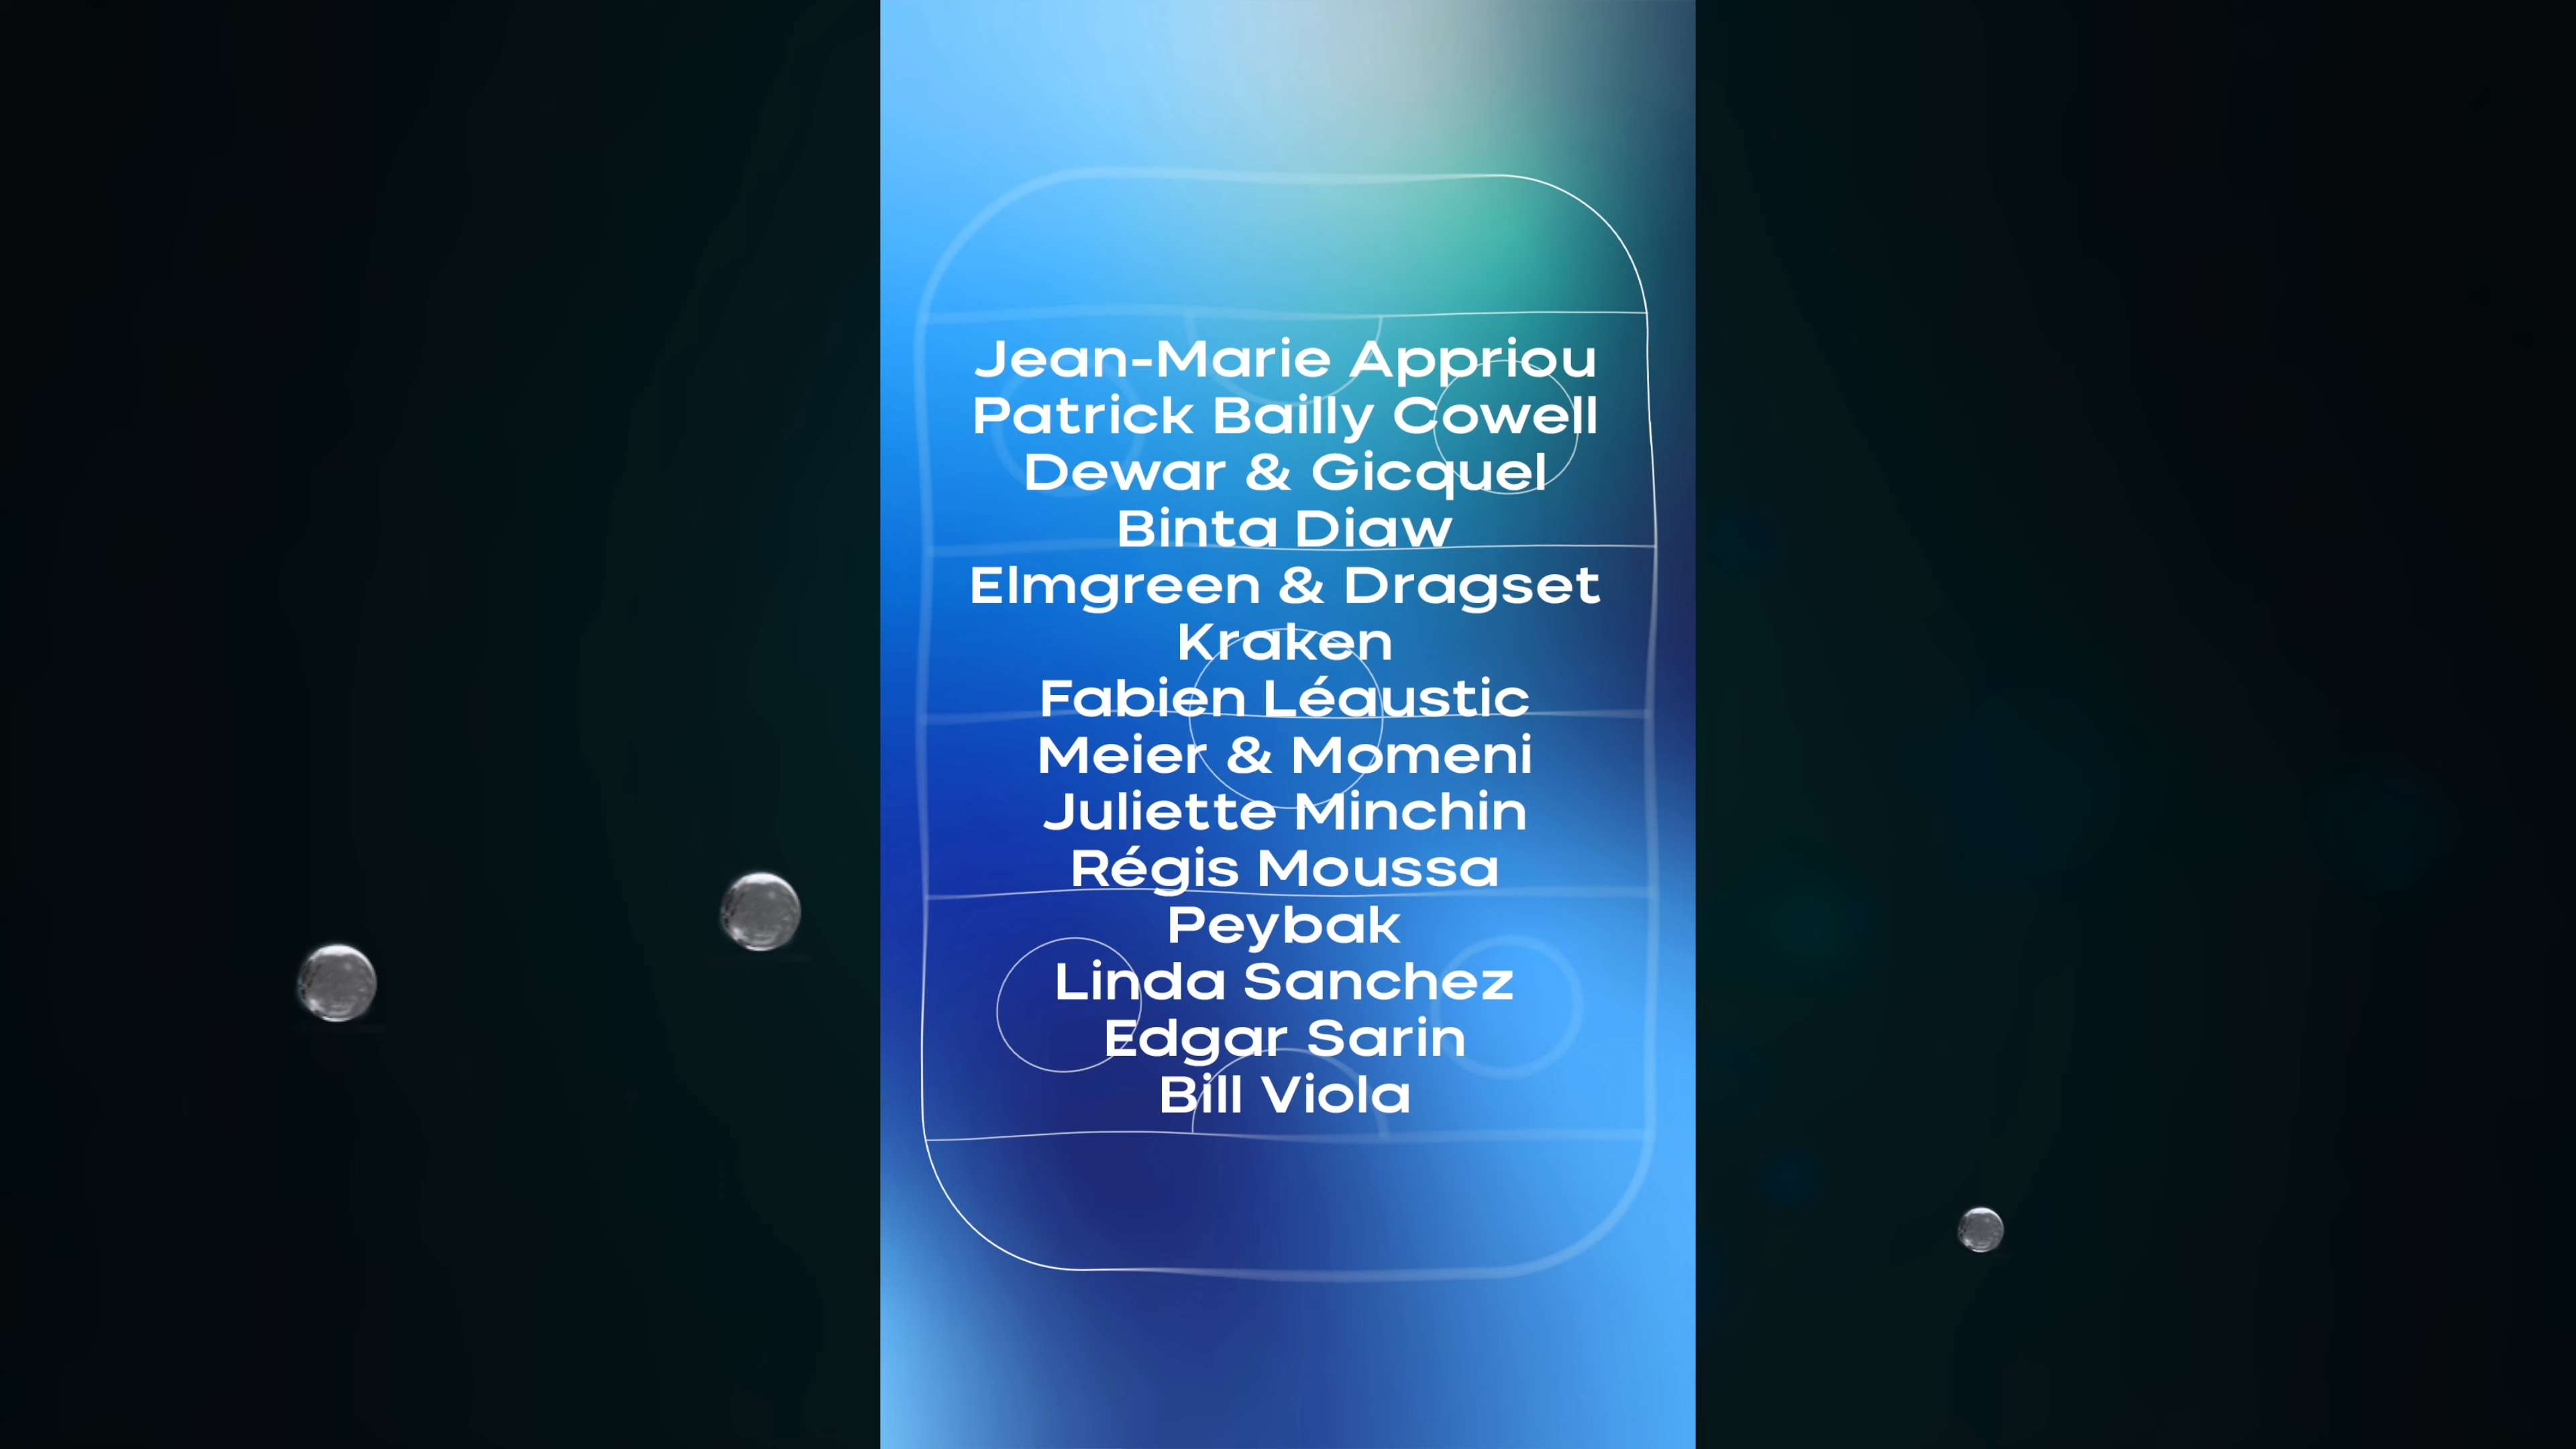 Jean-Marie Appriou
Patrick Bailly Cowell
Dewar & Gicquel
Binta Diaw
Elmgreen & Dragset
Kraken
Fabien Léaustic
Meier & Momeni
Juliette Minchin
Régis Moussa
Peybak
Linda Sanchez
Edgar Sarin
Bill Viola